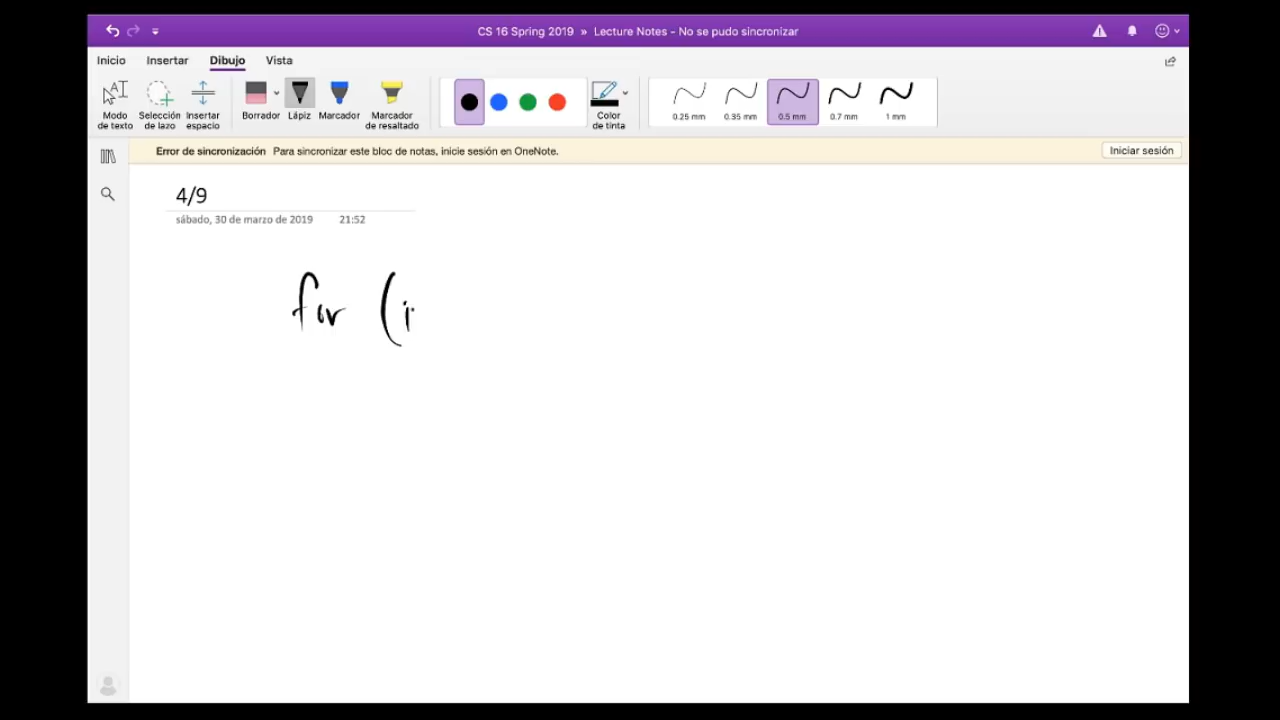 CS 16 Spring 2019 » Lecture Notes - No se pudo sincronizar
Inicio Insertar Dibujo Vista
Modo de texto Selección de lazo Insertar espacio Borrador Lápiz Marcador Marcador de resaltado Color de tinta 0.25 mm 0.35 mm 0.5 mm 0.7 mm 1 mm
Error de sincronización Para sincronizar este bloc de notas, inicie sesión en OneNote. Iniciar sesión
4/9
sábado, 30 de marzo de 2019 21:52
for (i